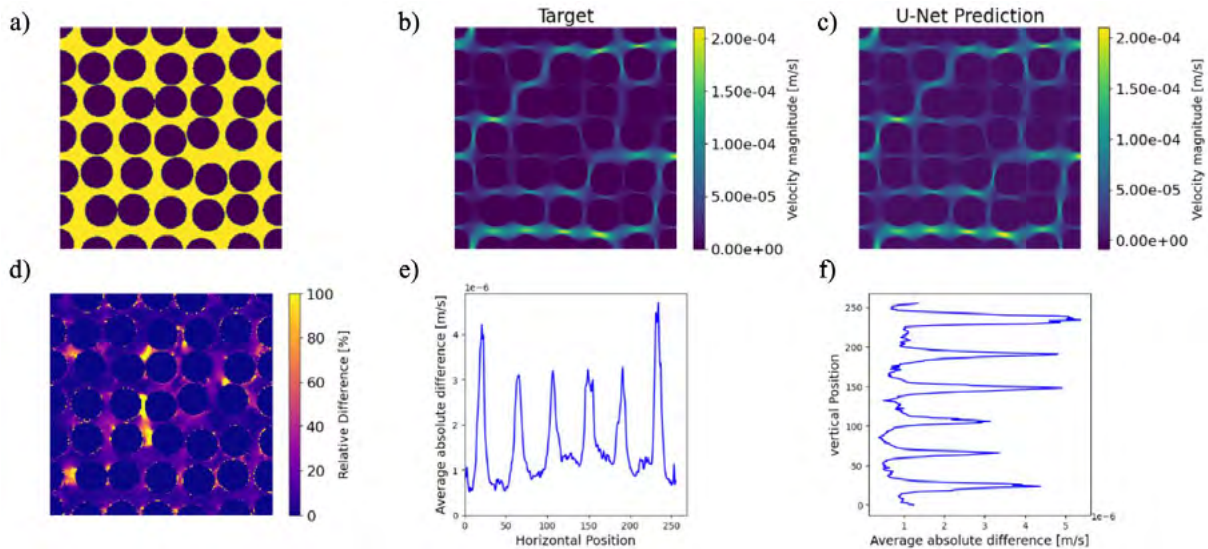 a)
b)
Target
2.00e-04
1.50e-04
1.00e-04
5.00e-05
0.00e+00
Velocity magnitude [m/s]
c)
U-Net Prediction
2.00e-04
1.50e-04
1.00e-04
5.00e-05
0.00e+00
Velocity magnitude [m/s]
d)
100
80
60
40
20
0
Relative Difference [%]
e)
1e-6
4
3
2
1
0
Average absolute difference [m/s]
0 50 100 150 200 250
Horizontal Position
f)
250
200
150
100
50
0
vertical Position
1 2 3 4 5
1e-6
Average absolute difference [m/s]